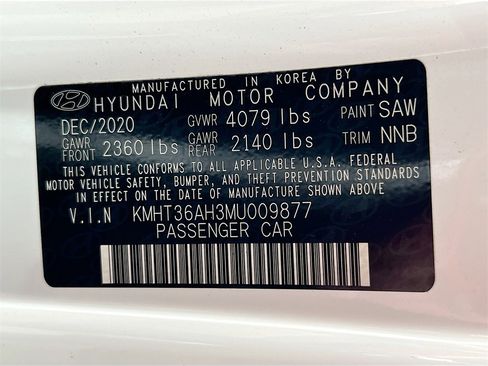 MANUFACTURED IN KOREA BY
HYUNDAI MOTOR COMPANY
DEC/2020 GVWR 4079 lbs PAINT SAW
GAWR FRONT 2360 lbs GAWR REAR 2140 lbs TRIM NNB
THIS VEHICLE CONFORMS TO ALL APPLICABLE U.S.A. FEDERAL
MOTOR VEHICLE SAFETY, BUMPER, AND THEFT PREVENTION STANDARDS
IN EFFECT ON THE DATE OF MANUFACTURE SHOWN ABOVE
V.I.N KMHT36AH3MU009877
PASSENGER CAR